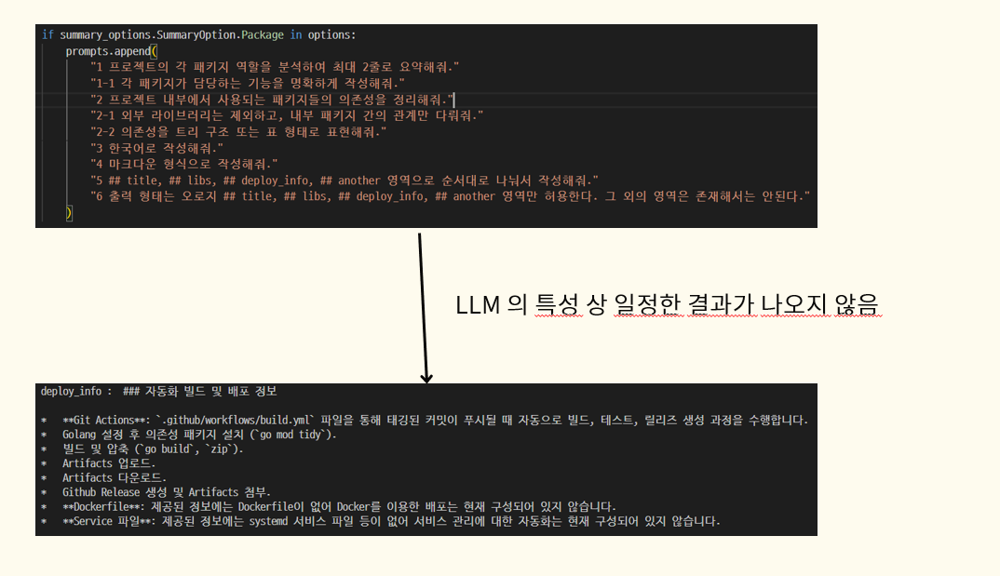 if summary_options.SummaryOption.Package in options:
prompts.append(
"1 프로젝트의 각 패키지 역할을 분석하여 최대 2줄로 요약해줘."
"1-1 각 패키지가 담당하는 기능을 명확하게 작성해줘."
"2 프로젝트 내부에서 사용되는 패키지들의 의존성을 정리해줘."
"2-1 외부 라이브러리는 제외하고, 내부 패키지 간의 관계만 다뤄줘."
"2-2 의존성을 트리 구조 또는 표 형태로 표현해줘."
"3 한국어로 작성해줘."
"4 마크다운 형식으로 작성해줘."
"5 ## title, ## libs, ## deploy_info, ## another 영역으로 순서대로 나눠서 작성해줘."
"6 출력 형태는 오로지 ## title, ## libs, ## deploy_info, ## another 영역만 허용한다. 그 외의 영역은 존재해서는 안된다."
)
LLM 의 특성 상 일정한 결과가 나오지 않음
deploy_info : ### 자동화 빌드 및 배포 정보
* **Git Actions**: `.github/workflows/build.yml` 파일을 통해 태깅된 커밋이 푸시될 때 자동으로 빌드, 테스트, 릴리즈 생성 과정을 수행합니다.
* Golang 설정 후 의존성 패키지 설치 (`go mod tidy`).
* 빌드 및 압축 (`go build`, `zip`).
* Artifacts 업로드.
* Artifacts 다운로드.
* Github Release 생성 및 Artifacts 첨부.
* **Dockerfile**: 제공된 정보에는 Dockerfile이 없어 Docker를 이용한 배포는 현재 구성되어 있지 않습니다.
* **Service 파일**: 제공된 정보에는 systemd 서비스 파일 등이 없어 서비스 관리에 대한 자동화는 현재 구성되어 있지 않습니다.